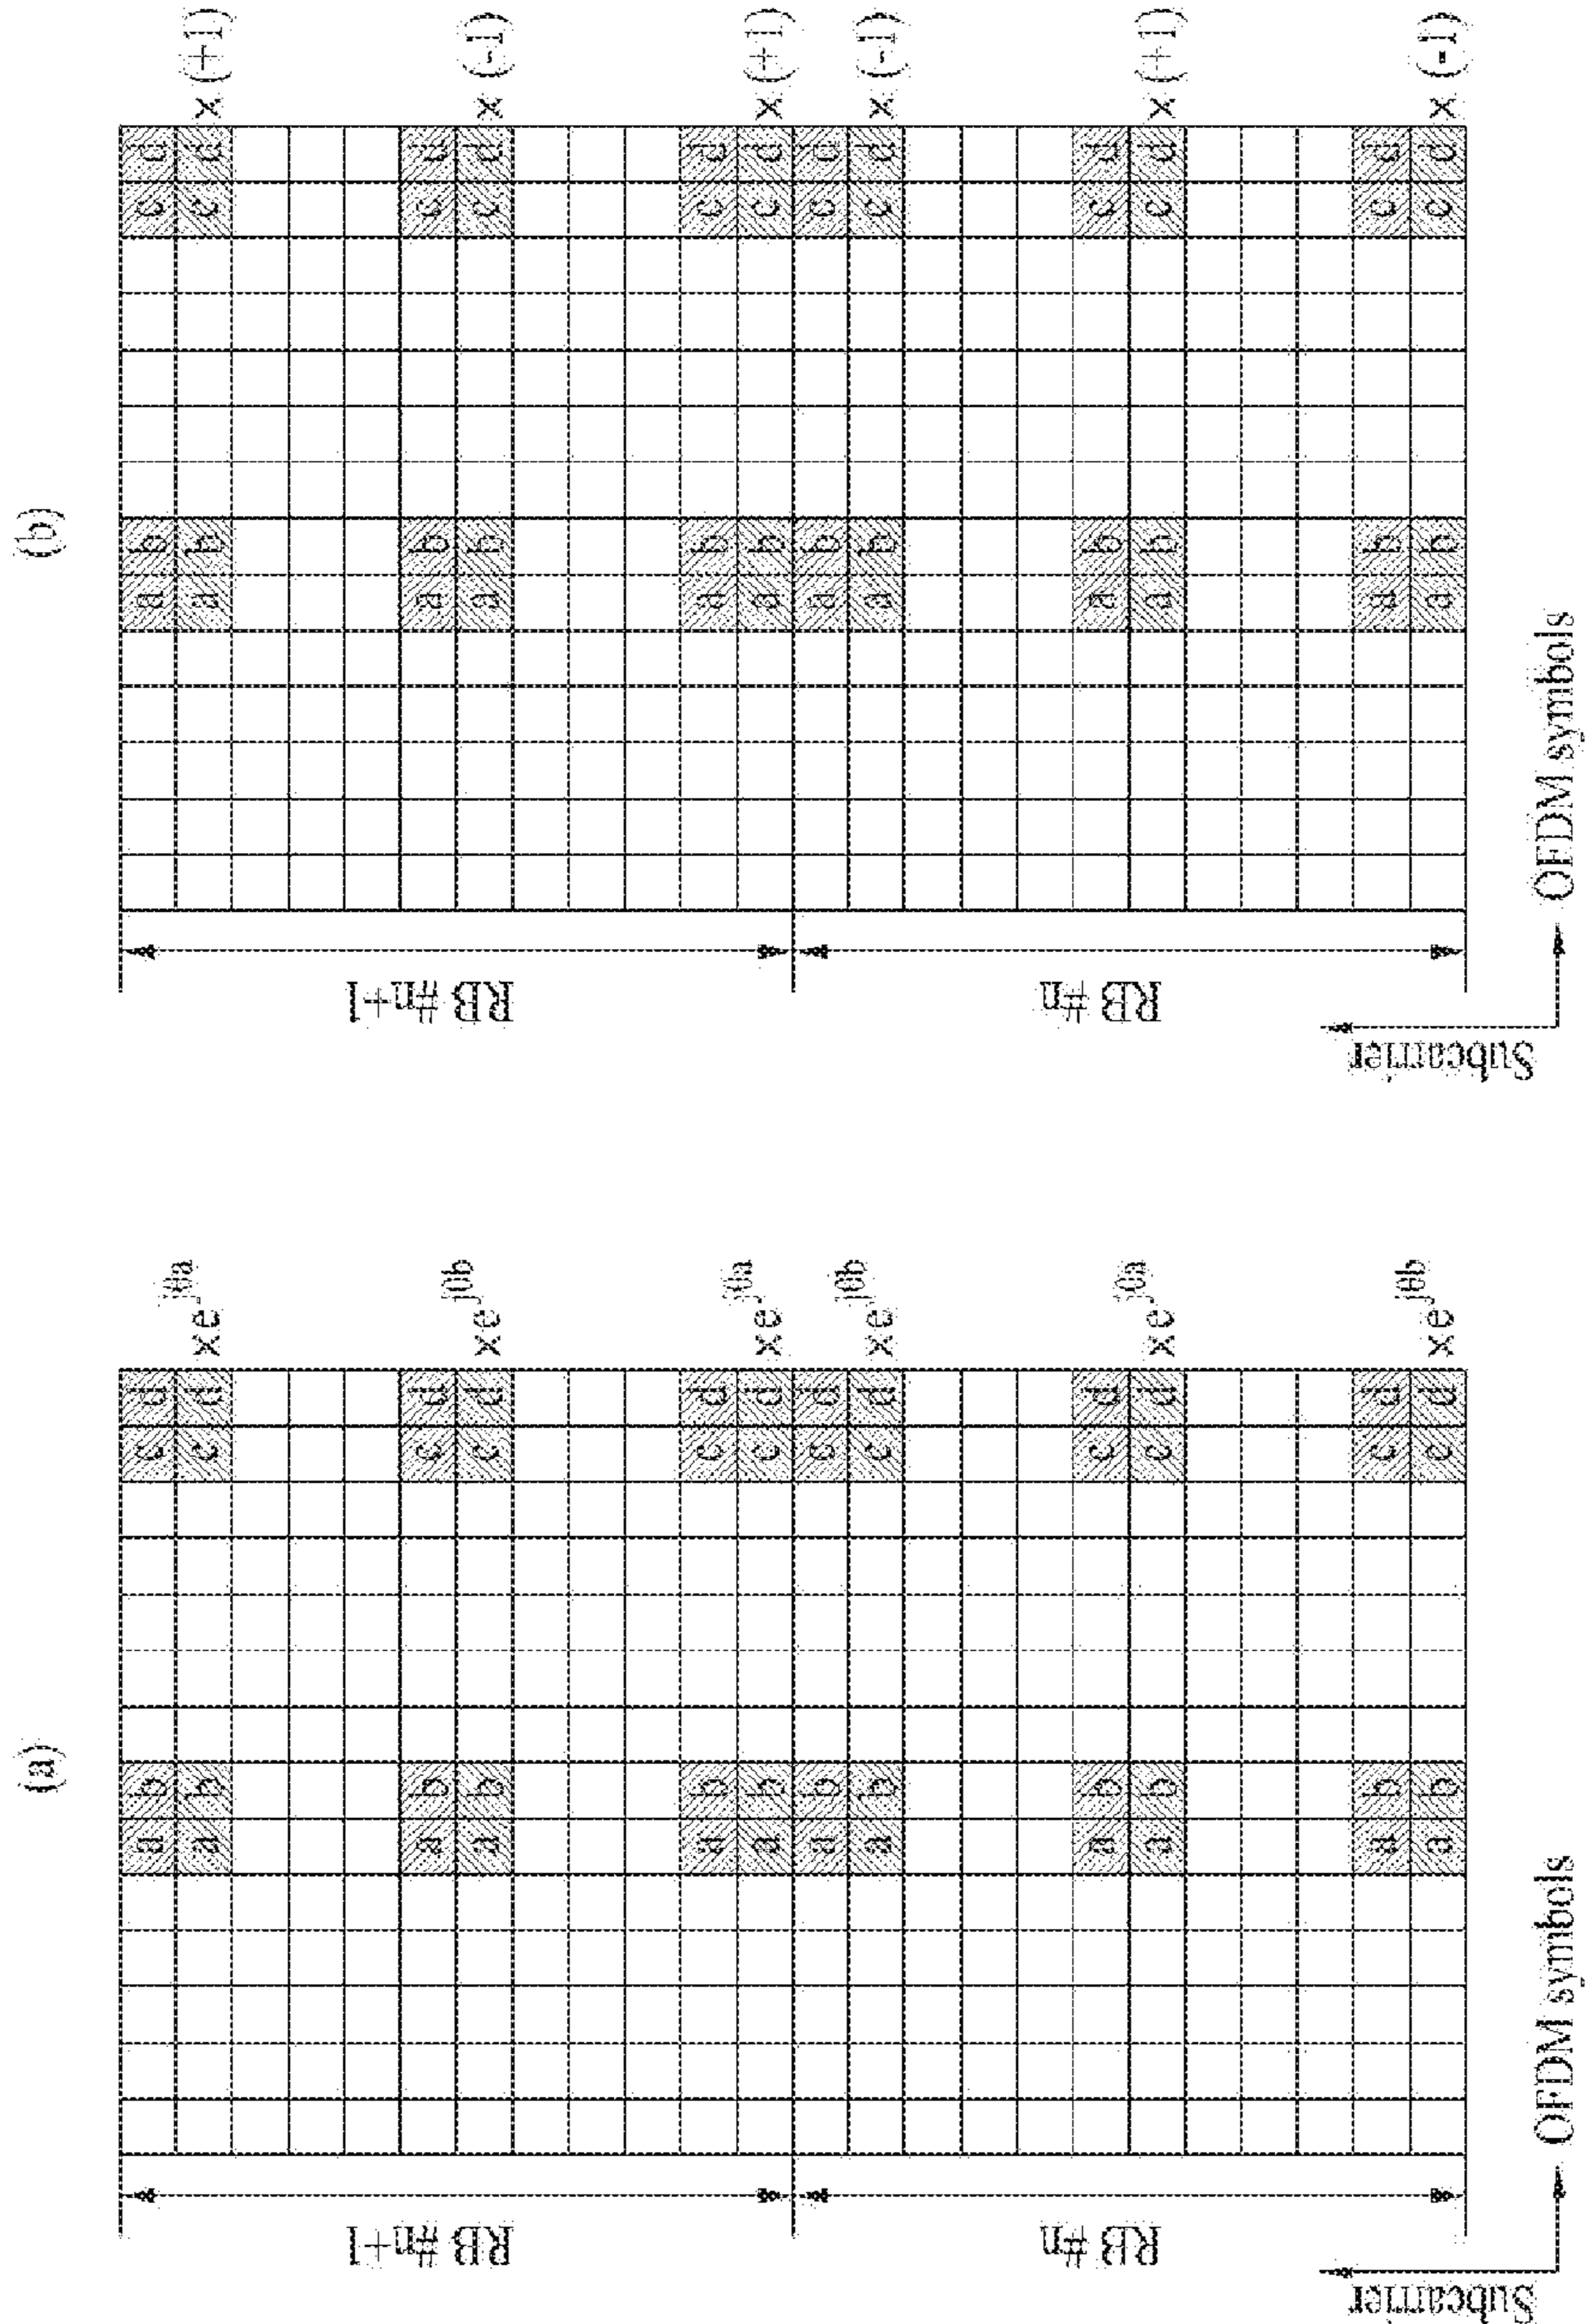 (a)
RB #n+1
RB #n
a b c d
a b c d ×e^jθa
a b c d
a b c d ×e^jθb
a b c d
a b c d ×e^jθa
a b c d
a b c d ×e^jθb
a b c d
a b c d ×e^jθa
a b c d
a b c d ×e^jθb
Subcarrier
OFDM symbols
(b)
RB #n+1
RB #n
a b c d
a b c d × (+1)
a b c d
a b c d × (-1)
a b c d
a b c d × (+1)
a b c d
a b c d × (-1)
a b c d
a b c d × (+1)
a b c d
a b c d × (-1)
Subcarrier
OFDM symbols